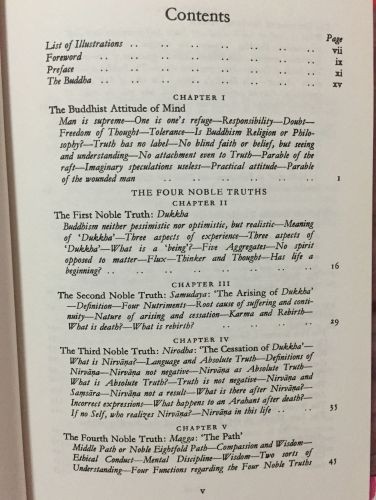 Contents
Page
List of Illustrations .. .. .. .. .. .. .. vii
Foreword .. .. .. .. .. .. .. .. ix
Preface .. .. .. .. .. .. .. .. xi
The Buddha .. .. .. .. .. .. .. xv
CHAPTER I
The Buddhist Attitude of Mind
Man is supreme—One is one's refuge—Responsibility—Doubt—
Freedom of Thought—Tolerance—Is Buddhism Religion or Philo-
sophy?—Truth has no label—No blind faith or belief, but seeing
and understanding—No attachment even to Truth—Parable of the
raft—Imaginary speculations useless—Practical attitude—Parable
of the wounded man .. .. .. .. .. 1
THE FOUR NOBLE TRUTHS
CHAPTER II
The First Noble Truth: Dukkha
Buddhism neither pessimistic nor optimistic, but realistic—Meaning
of 'Dukkha'—Three aspects of experience—Three aspects of
'Dukkha'—What is a 'being'?—Five Aggregates—No spirit
opposed to matter—Flux—Thinker and Thought—Has life a
beginning? .. .. .. .. .. .. .. 16
CHAPTER III
The Second Noble Truth: Samudaya: 'The Arising of Dukkha'
—Definition—Four Nutriments—Root cause of suffering and conti-
nuity—Nature of arising and cessation—Karma and Rebirth—
What is death?—What is rebirth? .. .. .. .. 29
CHAPTER IV
The Third Noble Truth: Nirodha: 'The Cessation of Dukkha'—
What is Nirvāṇa?—Language and Absolute Truth—Definitions of
Nirvāṇa—Nirvāṇa not negative—Nirvāṇa as Absolute Truth—
What is Absolute Truth?—Truth is not negative—Nirvāṇa and
Saṃsāra—Nirvāṇa not a result—What is there after Nirvāṇa?—
Incorrect expressions—What happens to an Arahant after death?—
If no Self, who realizes Nirvāṇa?—Nirvāṇa in this life .. .. 35
CHAPTER V
The Fourth Noble Truth: Magga: 'The Path'
Middle Path or Noble Eightfold Path—Compassion and Wisdom—
Ethical Conduct—Mental Discipline—Wisdom—Two sorts of
Understanding—Four Functions regarding the Four Noble Truths 45
v